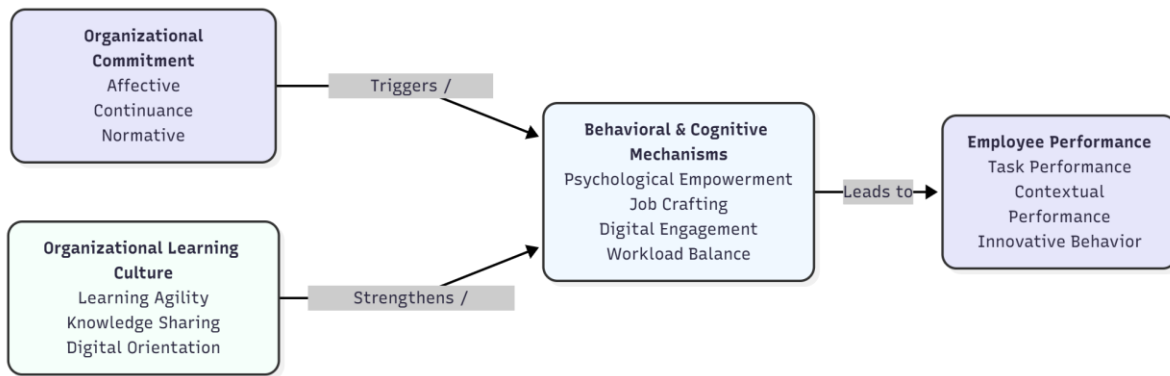 Organizational
Commitment
Affective
Continuance
Normative
Triggers /
Organizational Learning
Culture
Learning Agility
Knowledge Sharing
Digital Orientation
Strengthens /
Behavioral & Cognitive
Mechanisms
Psychological Empowerment
Job Crafting
Digital Engagement
Workload Balance
Leads to
Employee Performance
Task Performance
Contextual
Performance
Innovative Behavior